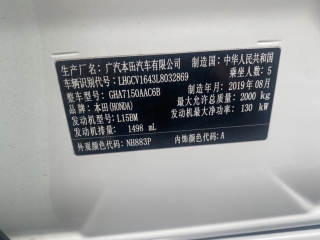 生产厂名：广汽本田汽车有限公司 制造国：中华人民共和国
车辆识别代号：LHGCV1643L8032869 乘坐人数：5
整车型号：GHA7150AAC6B 制造年月：2019年08月
品牌：本田(HONDA) 最大允许总质量：2000 kg
发动机型号：L15BM 发动机最大净功率：130 kW
发动机排量：1498 mL
外观颜色代码：NH883P 内饰颜色代码：A